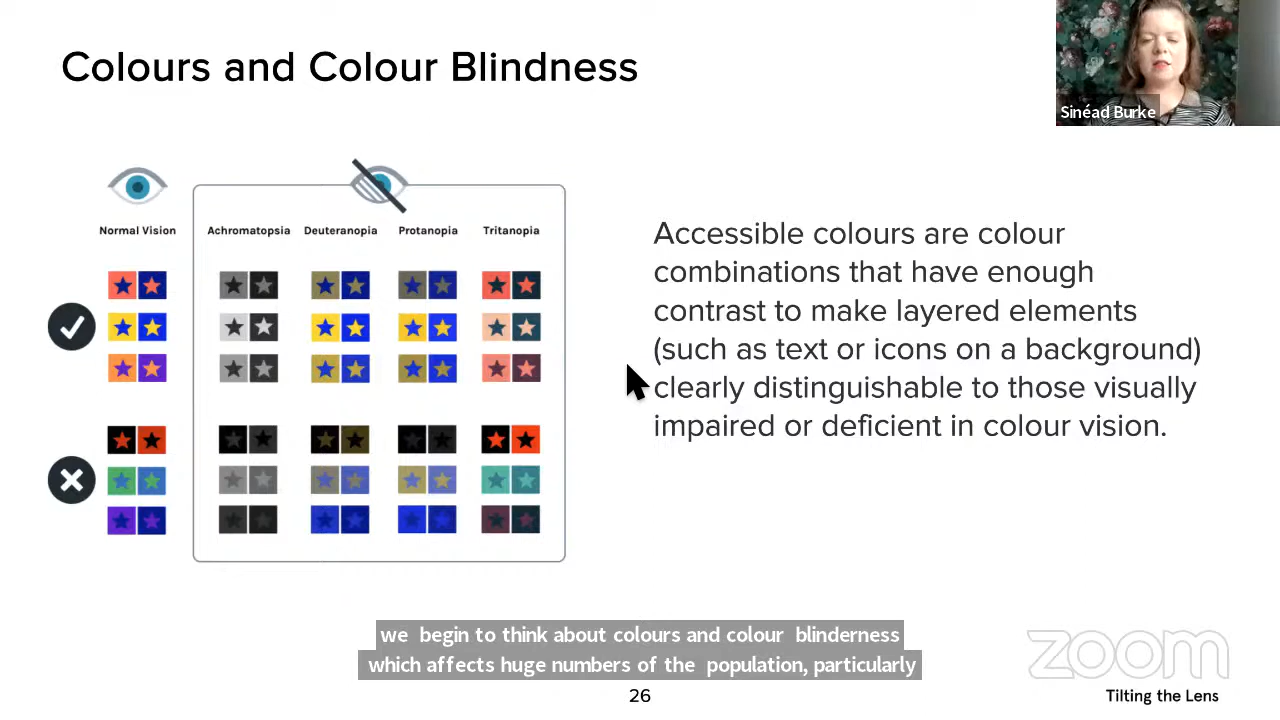 Colours and Colour Blindness
Sinéad Burke
Normal Vision
Achromatopsia
Deuteranopia
Protanopia
Tritanopia
Accessible colours are colour
combinations that have enough
contrast to make layered elements
(such as text or icons on a background)
clearly distinguishable to those visually
impaired or deficient in colour vision.
we begin to think about colours and colour blinderness
which affects huge numbers of the population, particularly
zoom
26
Tilting the Lens